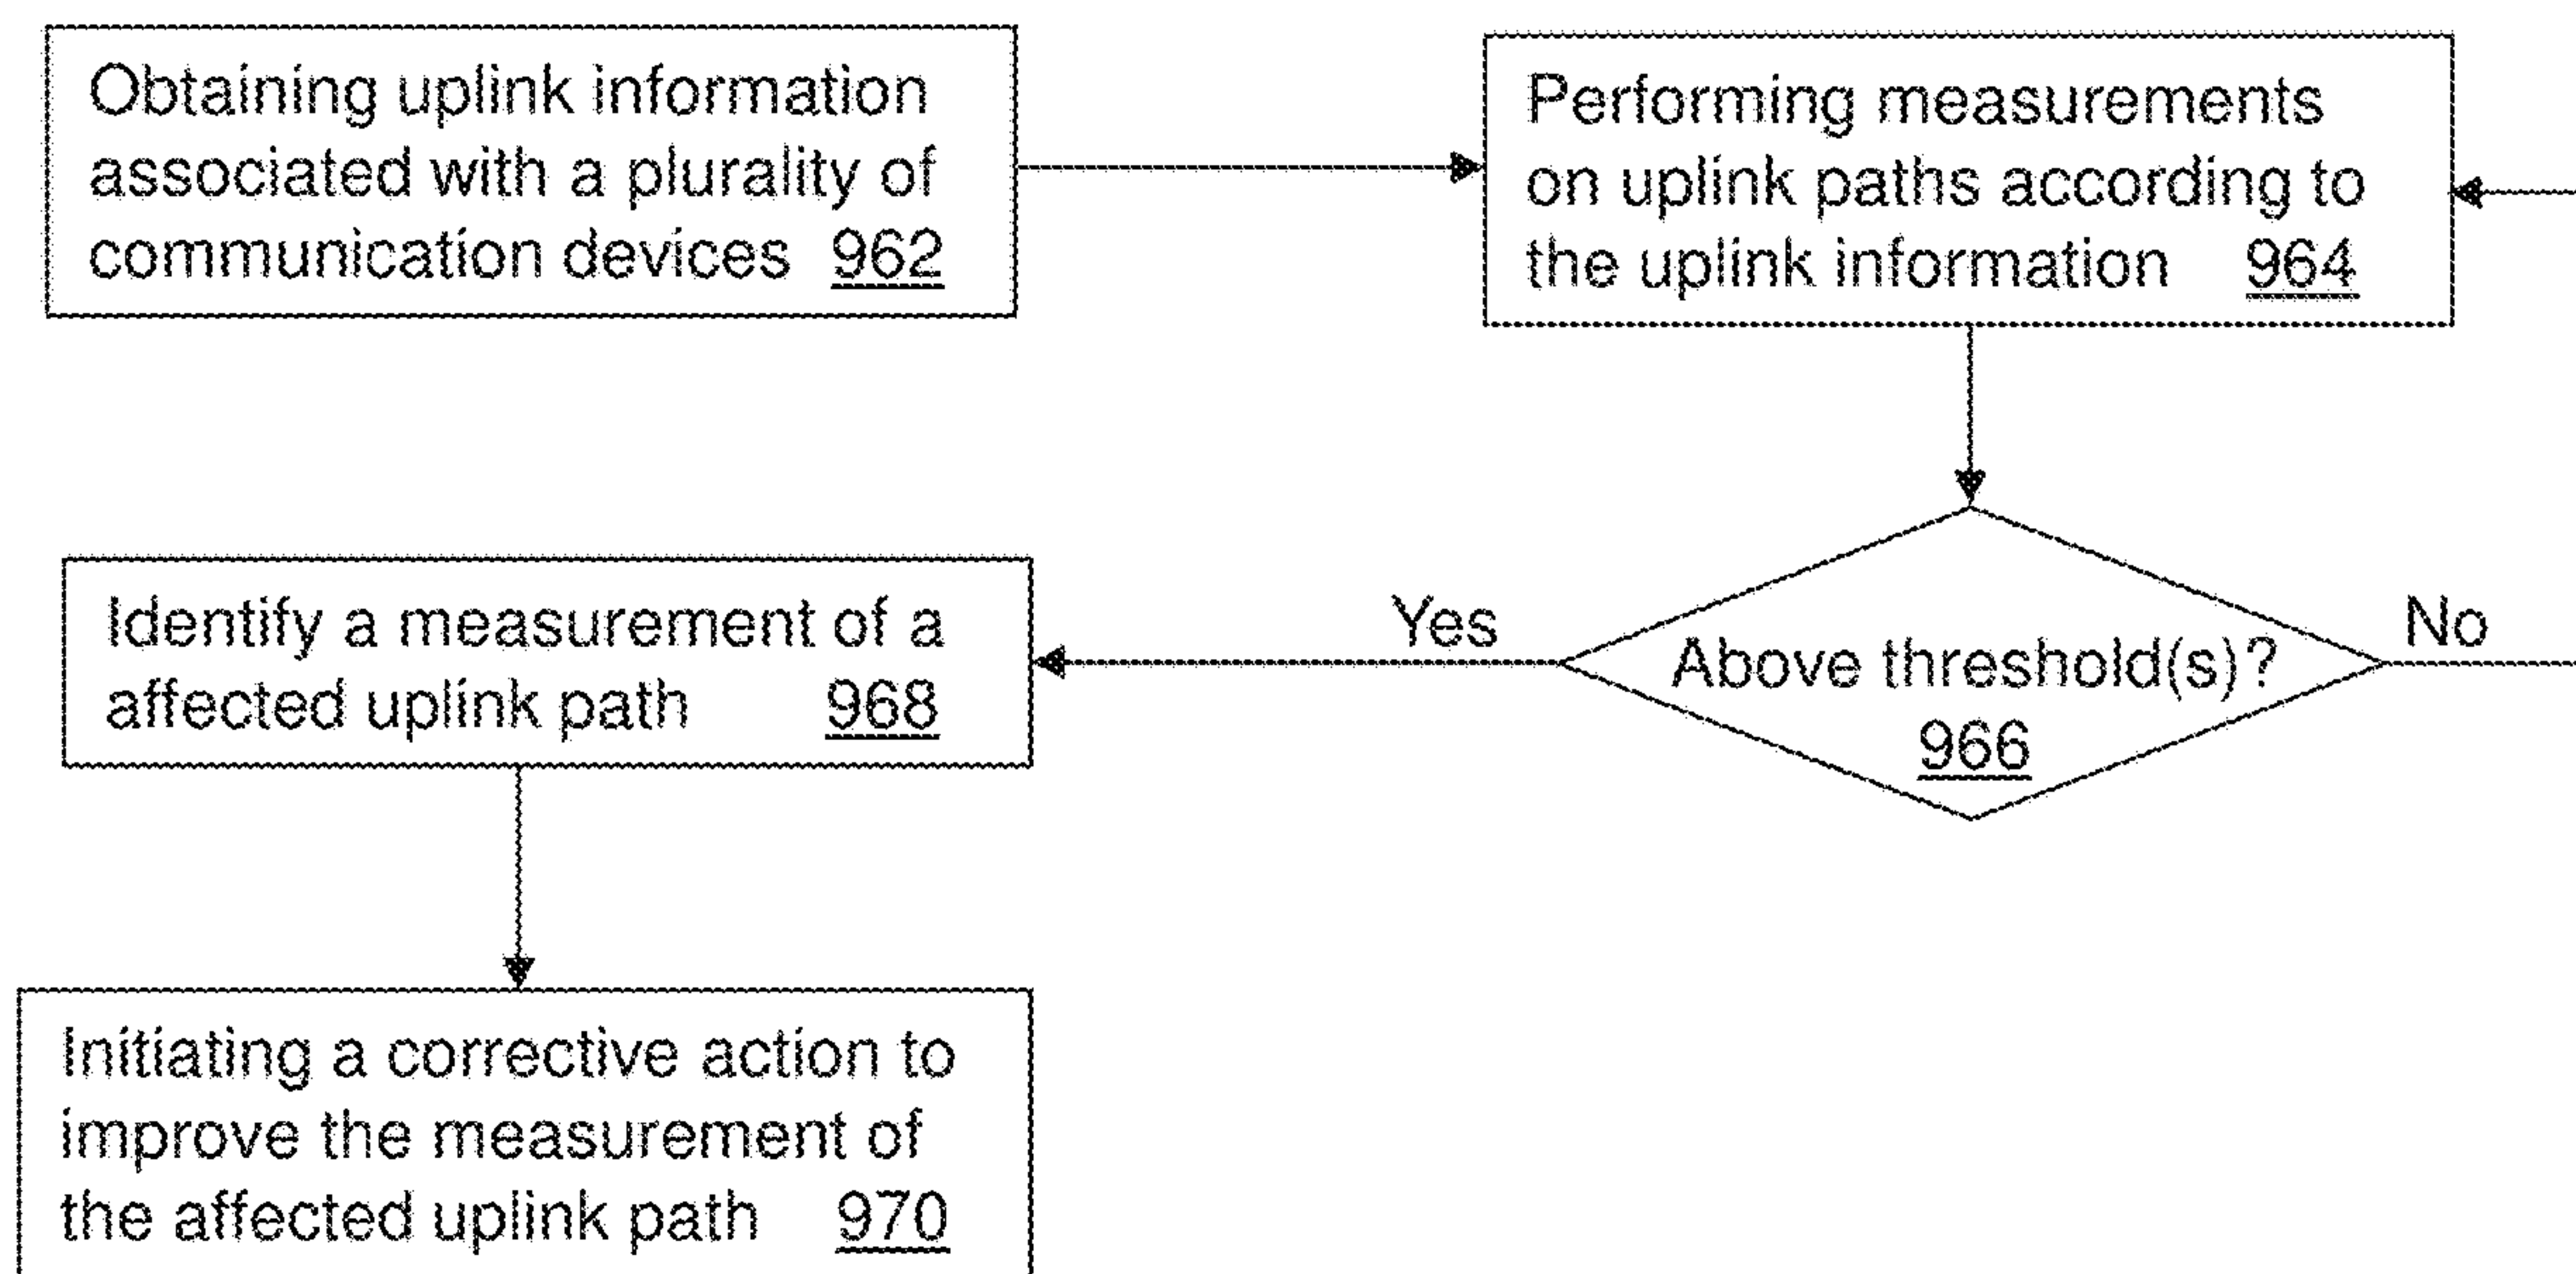 Obtaining uplink information
associated with a plurality of
communication devices 962
Performing measurements
on uplink paths according to
the uplink information 964
Above threshold(s)?
966
Yes
No
Identify a measurement of a
affected uplink path 968
Initiating a corrective action to
improve the measurement of
the affected uplink path 970